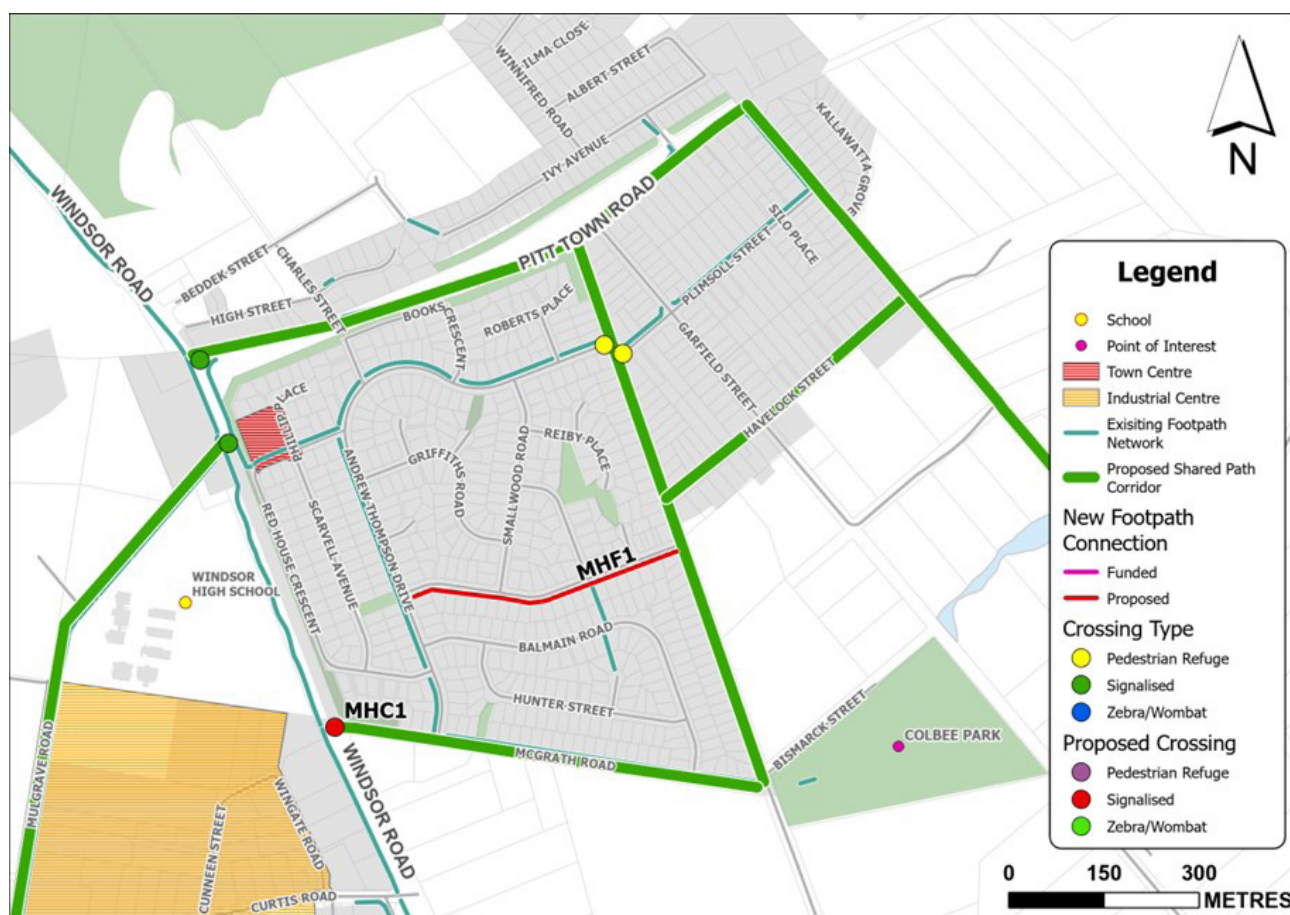 ILMA CLOSE
WINNIFRED ROAD
ALBERT STREET
KALLAWATTA GROVE
N
IVY AVENUE
WINDSOR ROAD
PITT TOWN ROAD
BEDDEK STREET
CHARLES STREET
SILO PLACE
HIGH STREET
PLIMSOLL STREET
BOOKS CRESCENT
ROBERTS PLACE
GARFIELD STREET
HAVELOCK STREET
PHILLIP PLACE
REIBY PLACE
GRIFFITHS ROAD
SMALLWOOD ROAD
ANDREW THOMPSON DRIVE
SCARVELL AVENUE
RED HOUSE CRESCENT
MHF1
WINDSOR
HIGH SCHOOL
BALMAIN ROAD
HUNTER STREET
MHC1
MCGRATH ROAD
BISMARCK STREET
COLBEE PARK
MULGRAVE ROAD
WINDSOR ROAD
WINGATE ROAD
CUNNEEN STREET
CURTIS ROAD
Legend
School
Point of Interest
Town Centre
Industrial Centre
Exisiting Footpath
Network
Proposed Shared Path
Corridor
New Footpath
Connection
Funded
Proposed
Crossing Type
Pedestrian Refuge
Signalised
Zebra/Wombat
Proposed Crossing
Pedestrian Refuge
Signalised
Zebra/Wombat
0 150 300
METRES